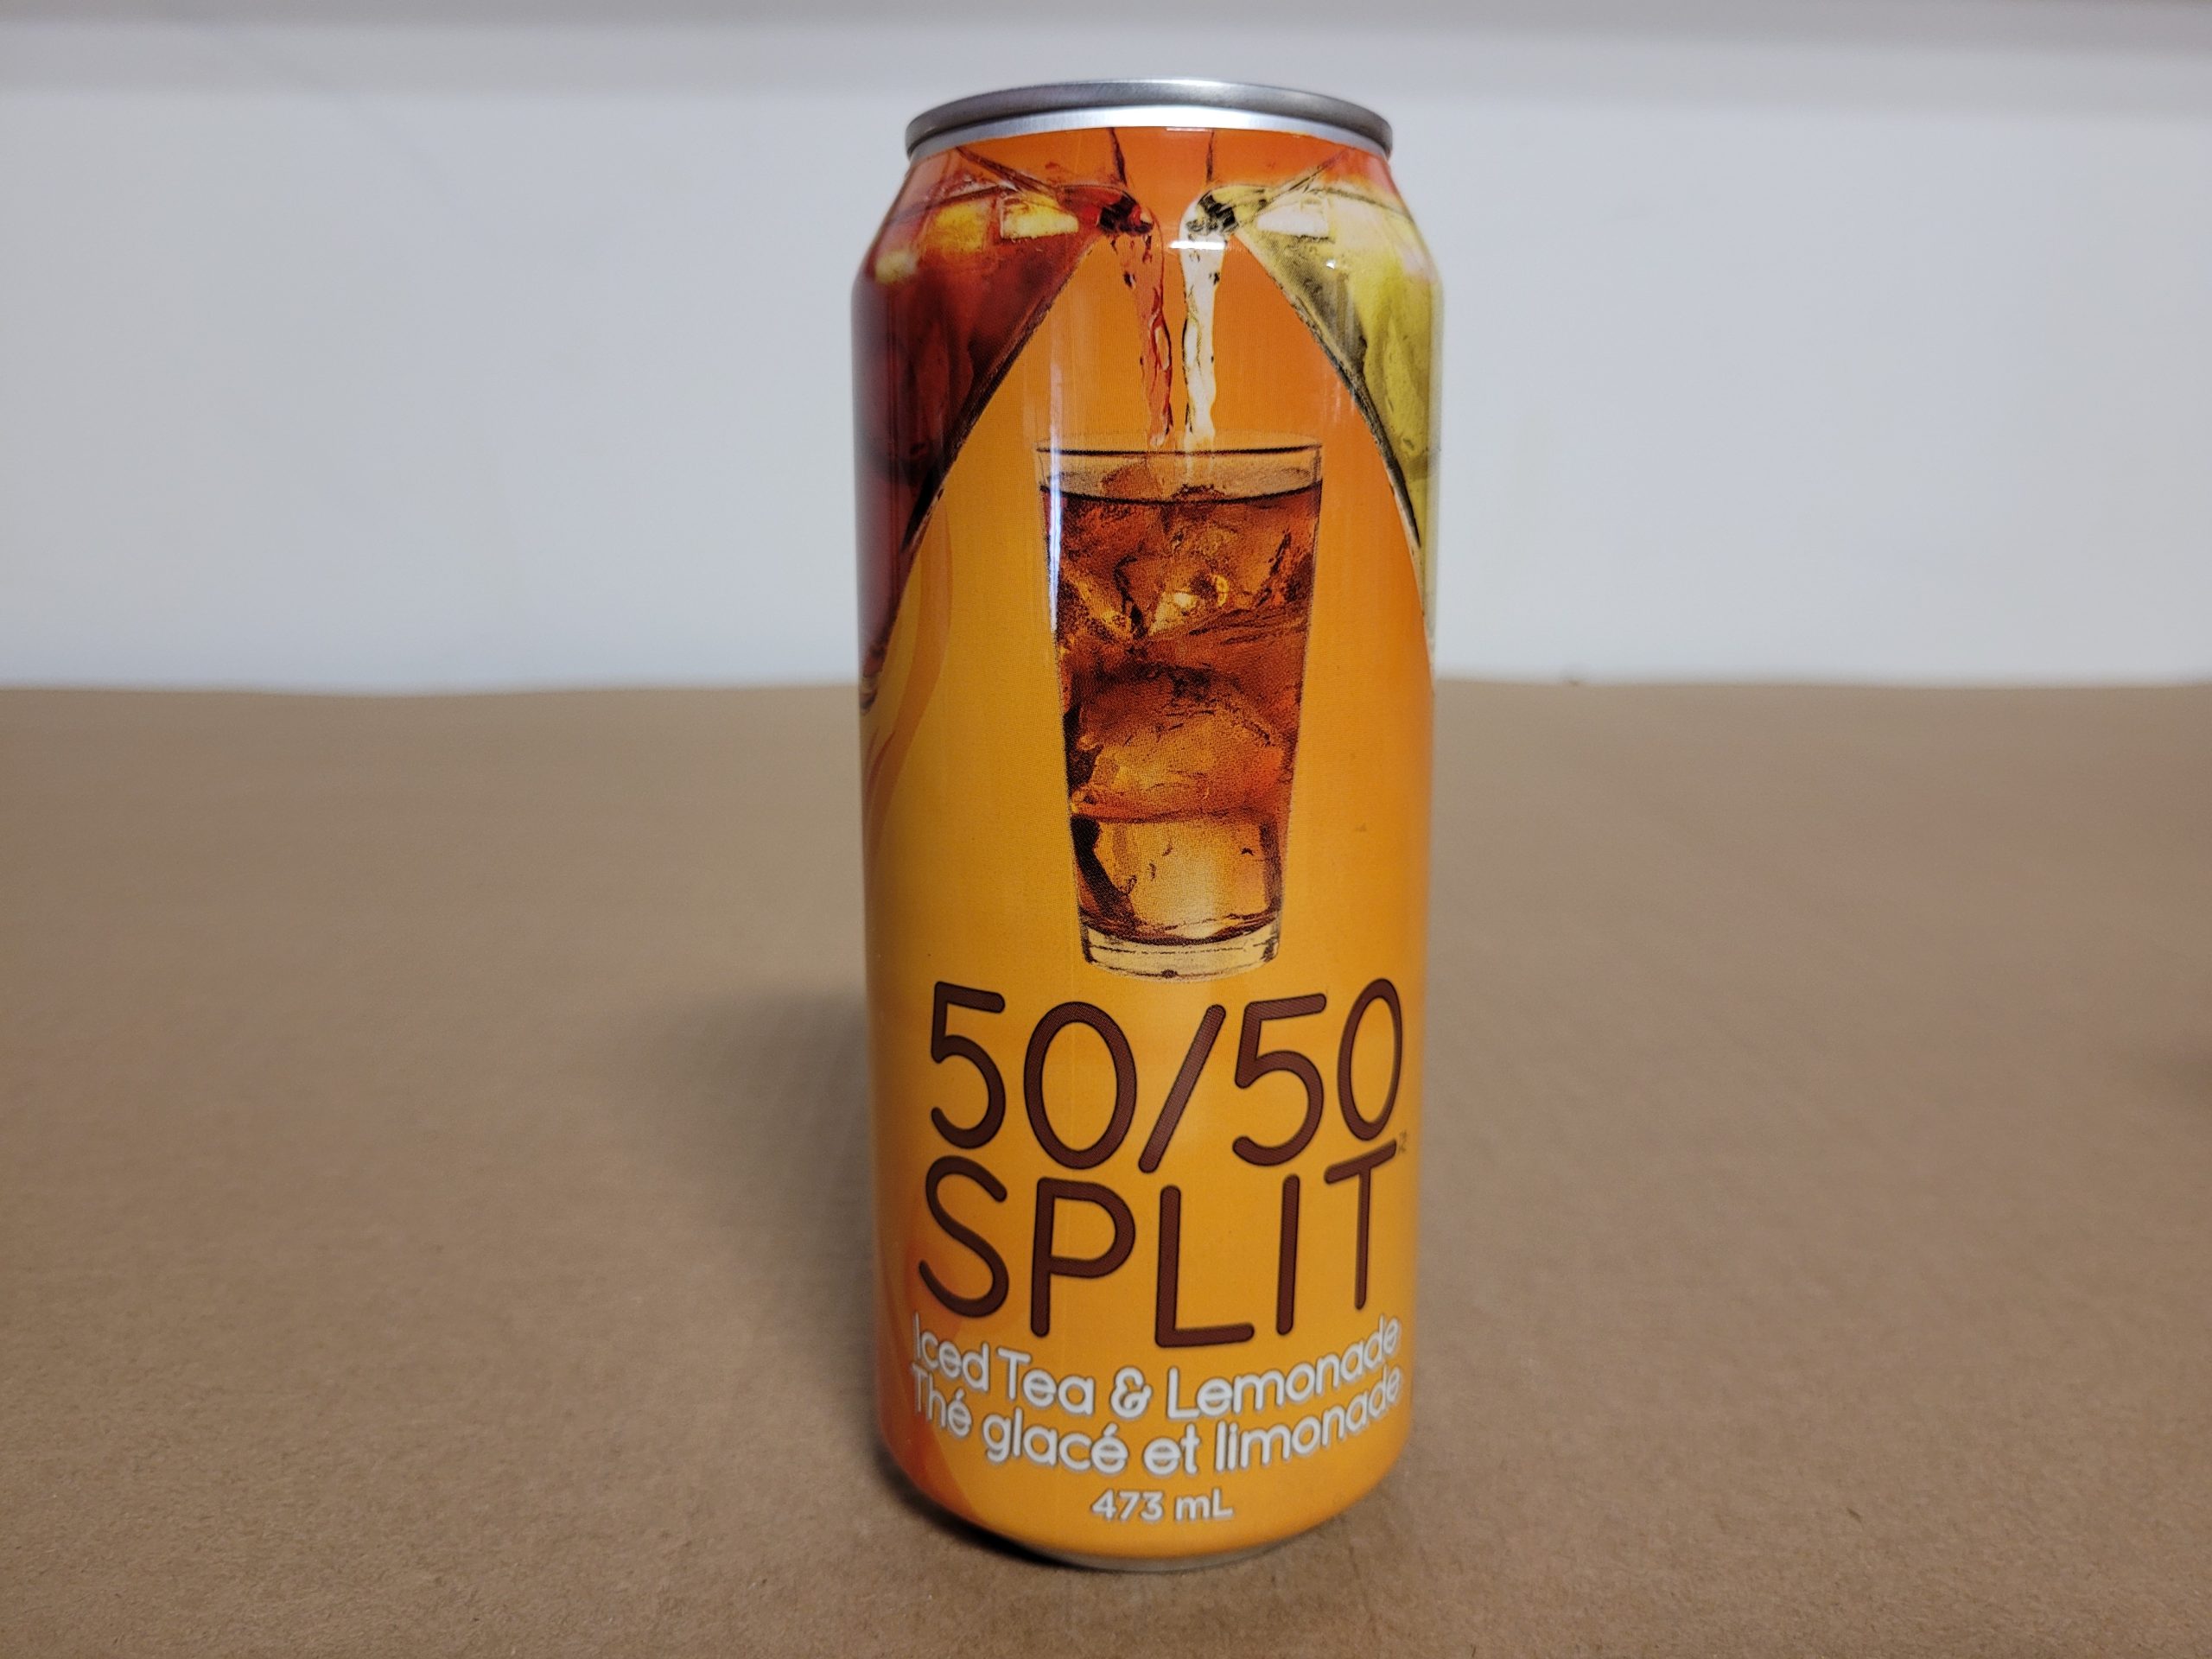 50/50
SPLIT
Iced Tea & Lemonade
Thé glacé et limonade
473 mL